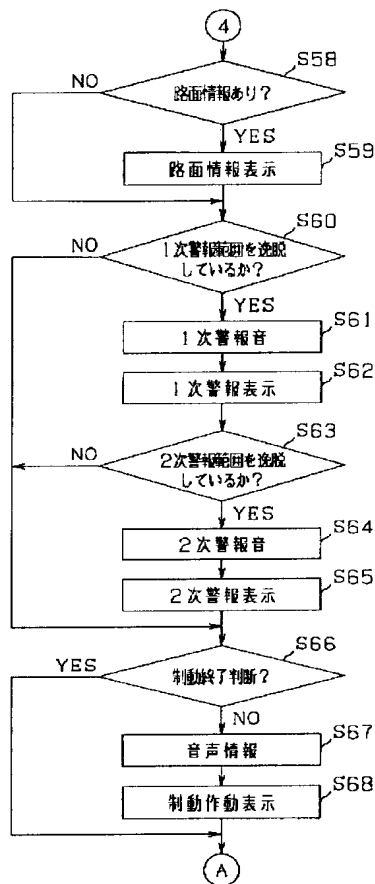 4
S58
NO
路面情報あり?
YES
S59
路面情報表示
S60
NO
1次警報範囲を逸脱
しているか?
YES
S61
1次警報音
S62
1次警報表示
S63
NO
2次警報範囲を逸脱
しているか?
YES
S64
2次警報音
S65
2次警報表示
S66
YES
制動終了判断?
NO
S67
音声情報
S68
制動作動表示
A